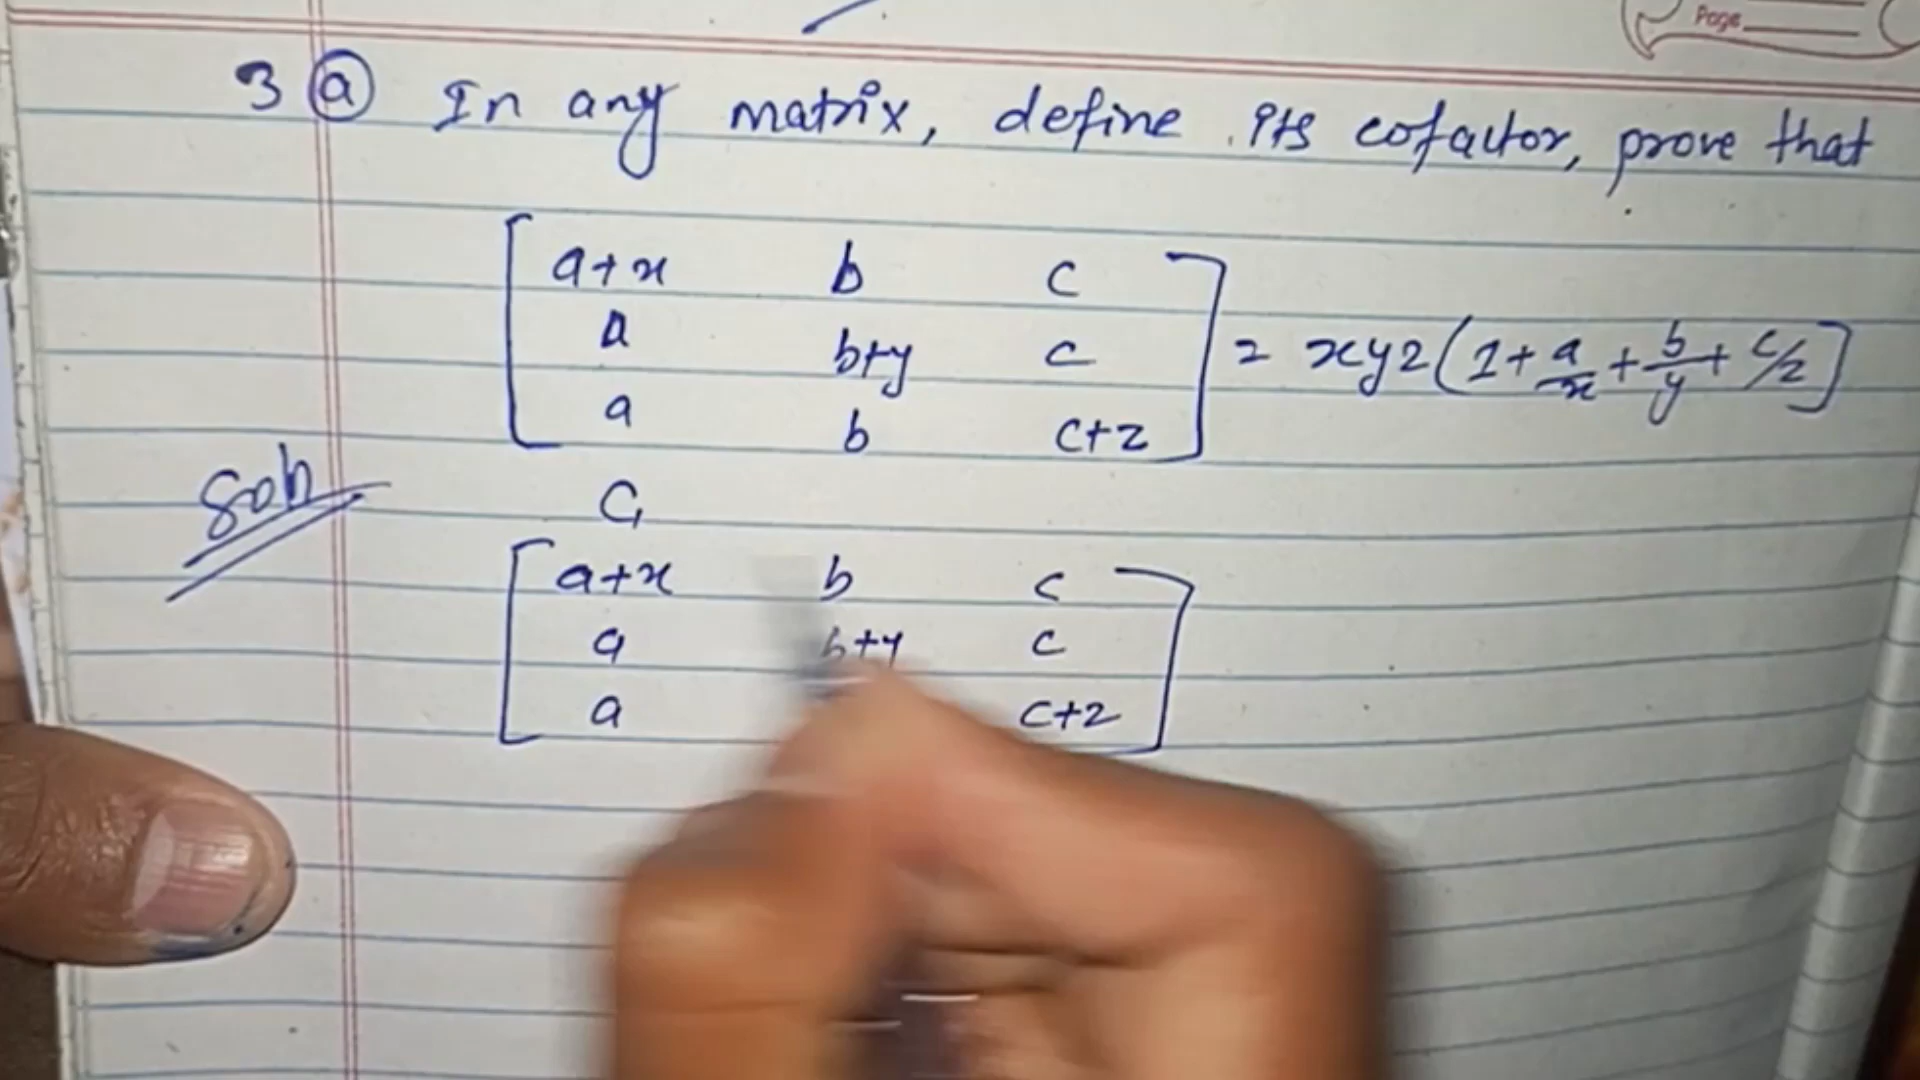 Page
3 (a) In any matrix, define its cofactor, prove that
[ a+x b c
a b+y c ] = xyz(1+a/x+b/y+c/z]
a b c+z
Soln C1
[ a+x b c
a b+y c
a c+z ]